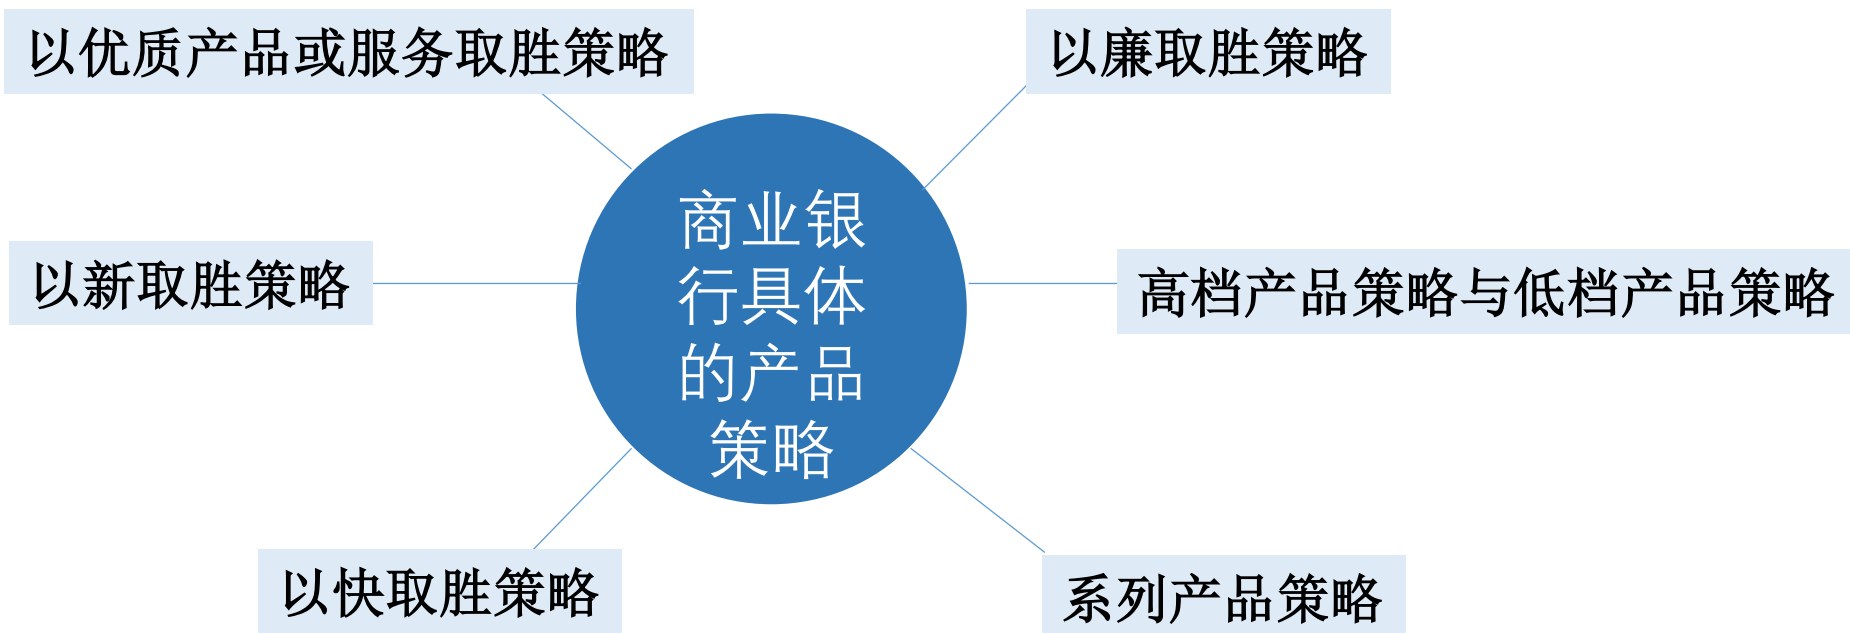 以优质产品或服务取胜策略
以廉取胜策略
商业银
行具体
的产品
策略
以新取胜策略
高档产品策略与低档产品策略
以快取胜策略
系列产品策略